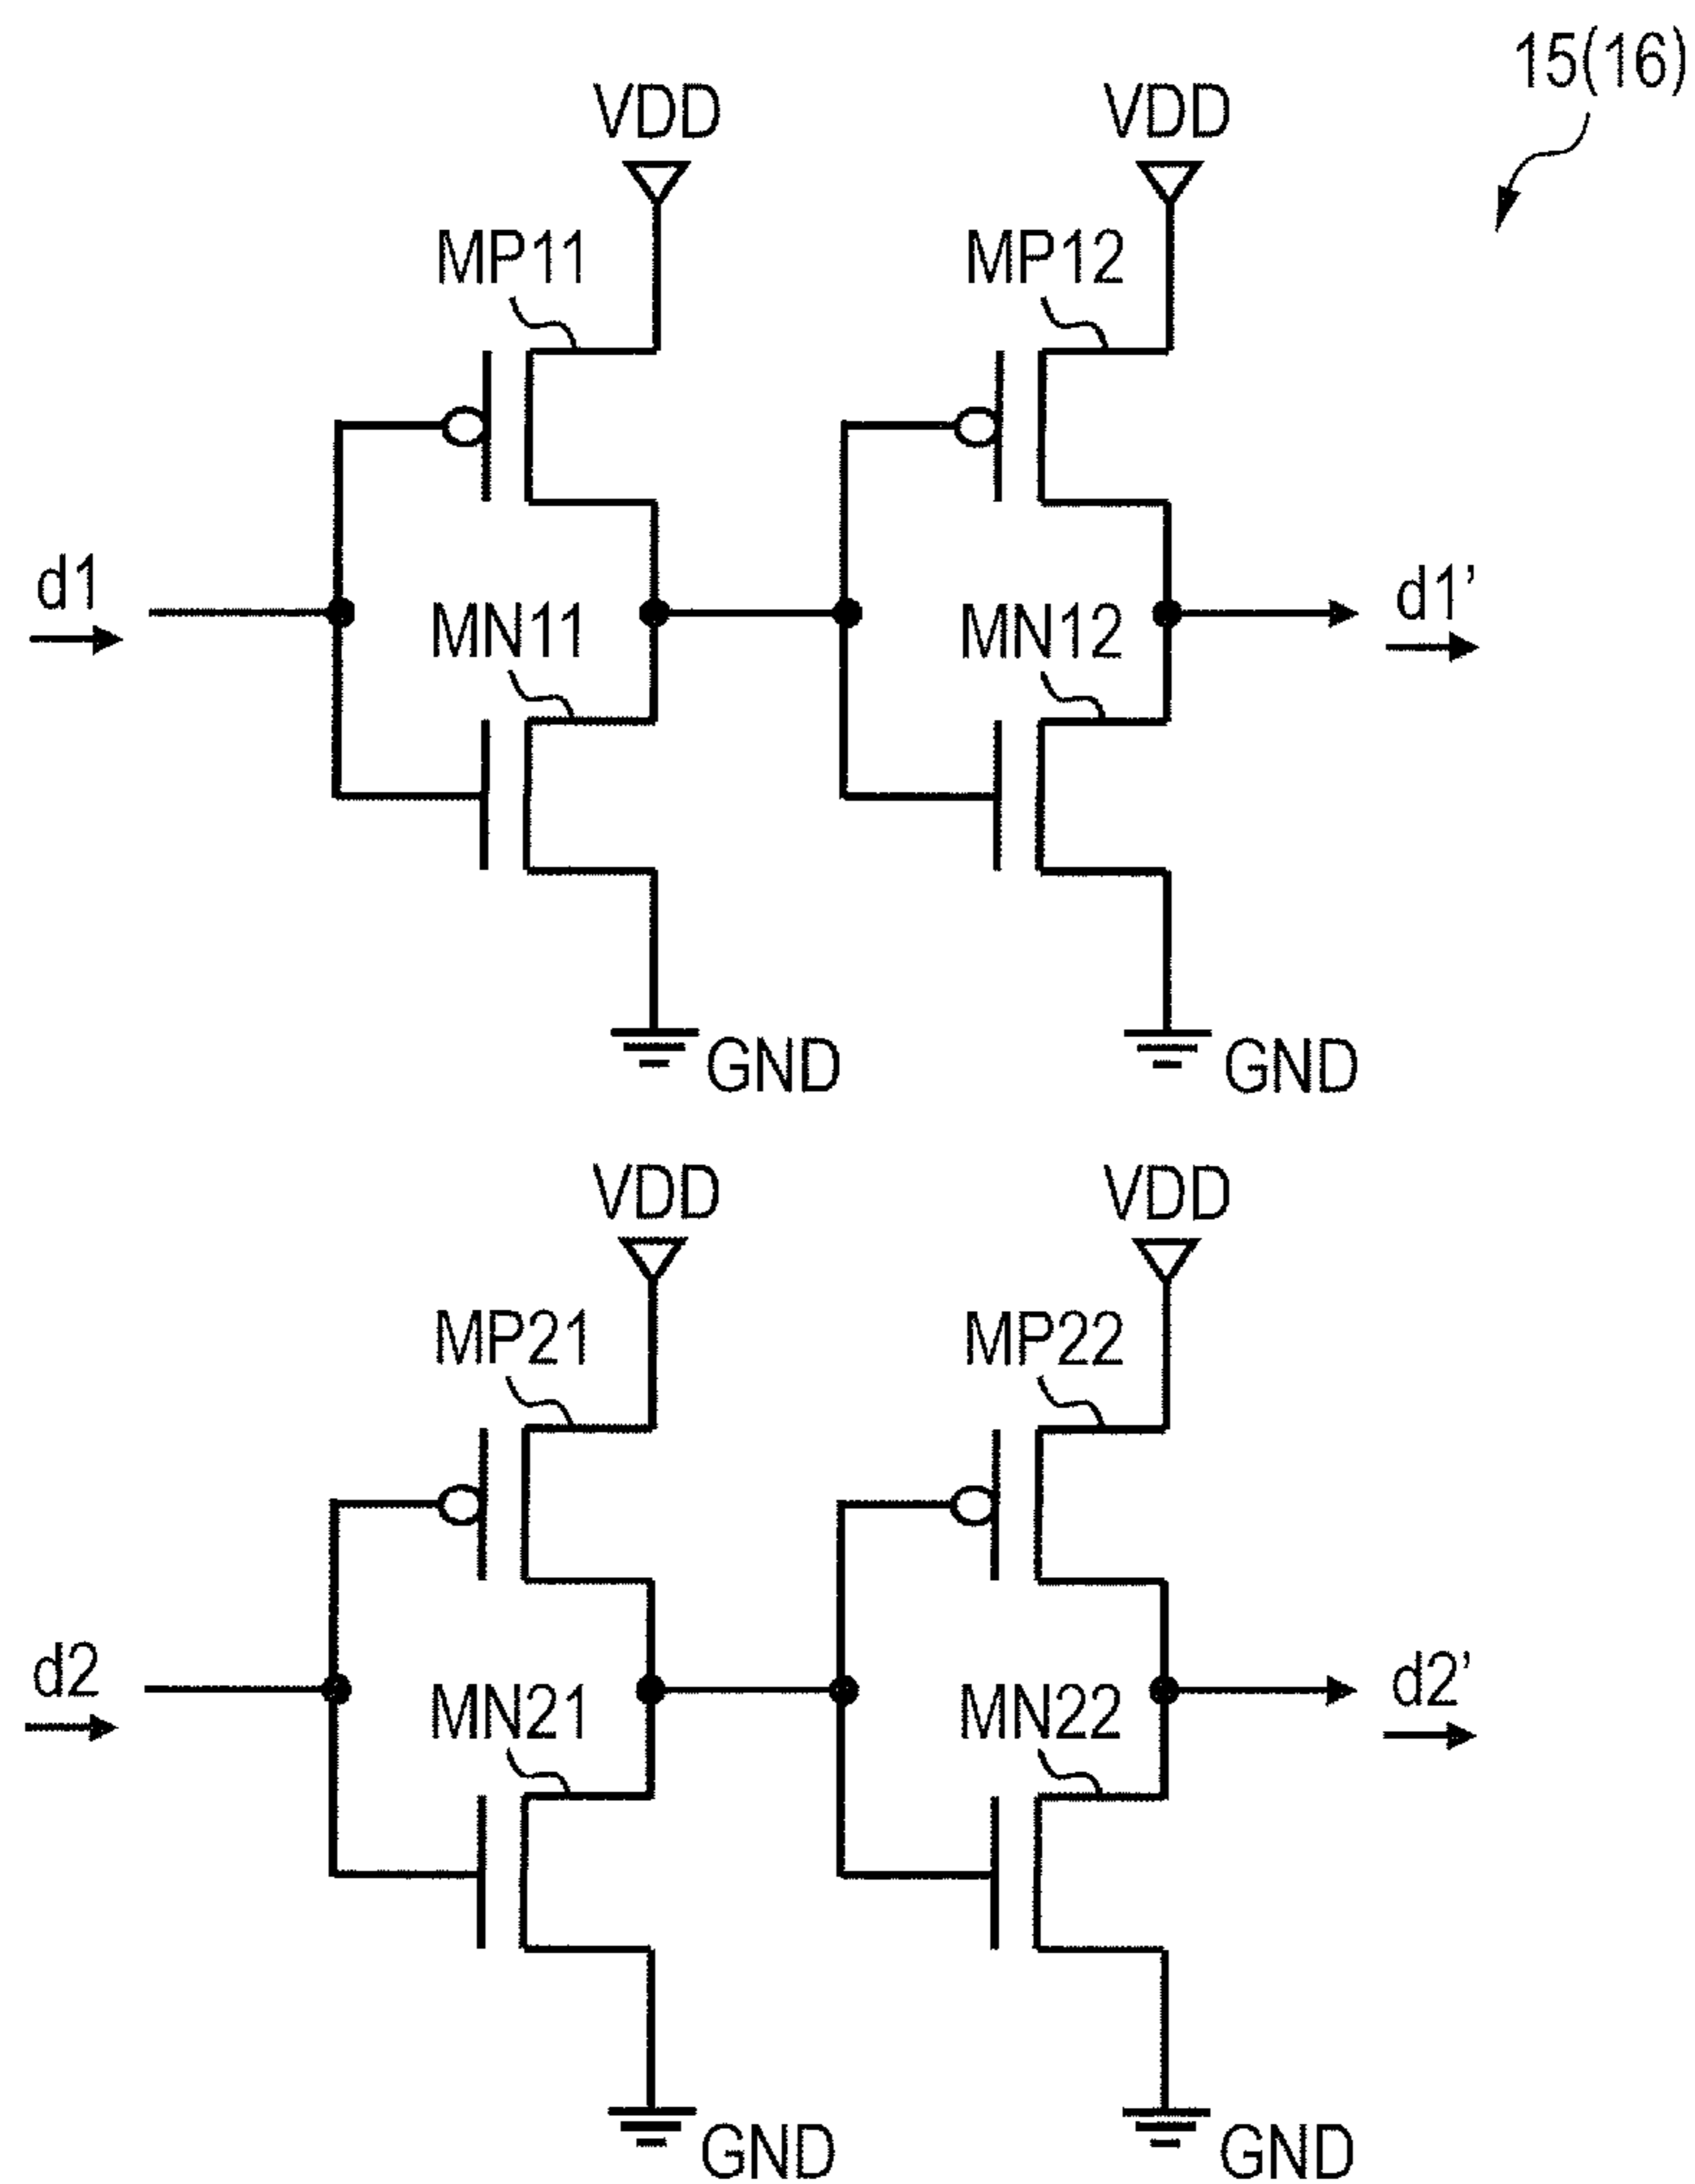 15(16)
VDD VDD
MP11 MP12
d1 MN11 MN12 d1’
GND GND
VDD VDD
MP21 MP22
d2 MN21 MN22 d2’
GND GND